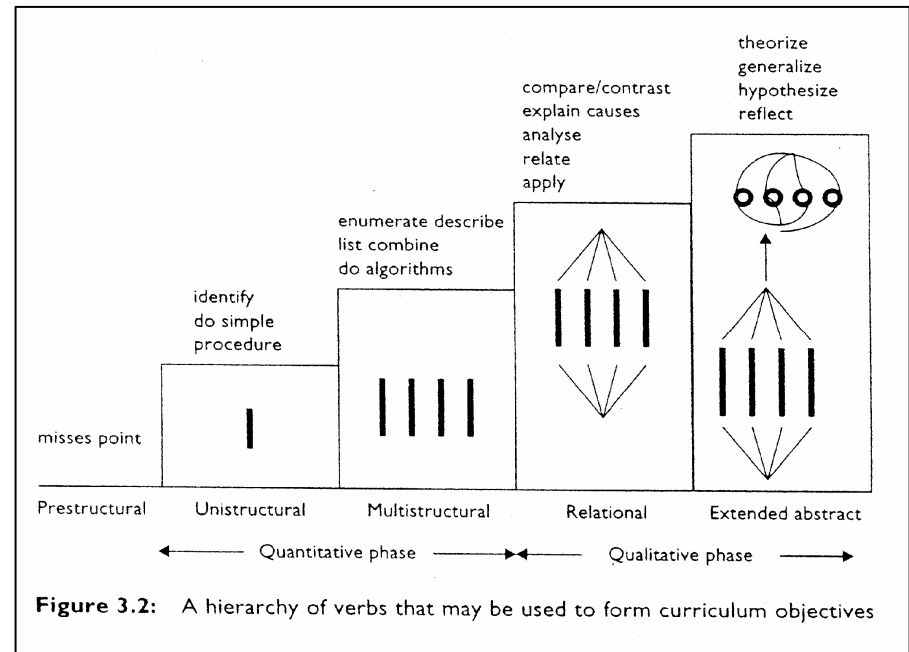 theorize
generalize
hypothesize
reflect
compare/contrast
explain causes
analyse
relate
apply
enumerate describe
list combine
do algorithms
identify
do simple
procedure
misses point
Prestructural Unistructural Multistructural Relational Extended abstract
Quantitative phase Qualitative phase
Figure 3.2: A hierarchy of verbs that may be used to form curriculum objectives